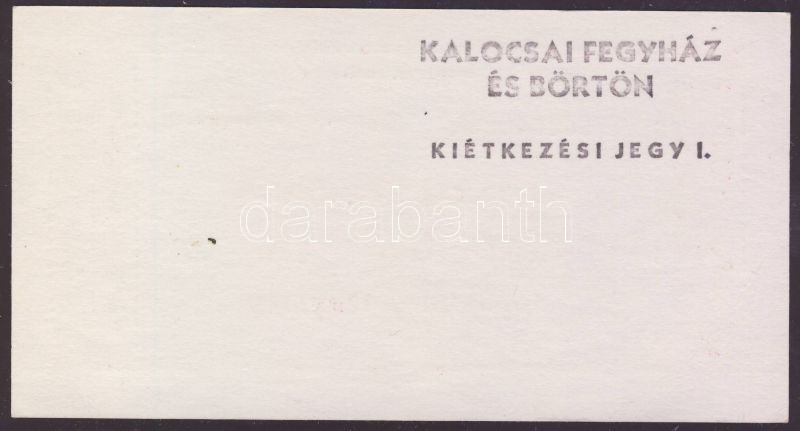 KALOCSAI FEGYHÁZ
ÉS BÖRTÖN
KIÉTKEZÉSI JEGY I.
darabanth